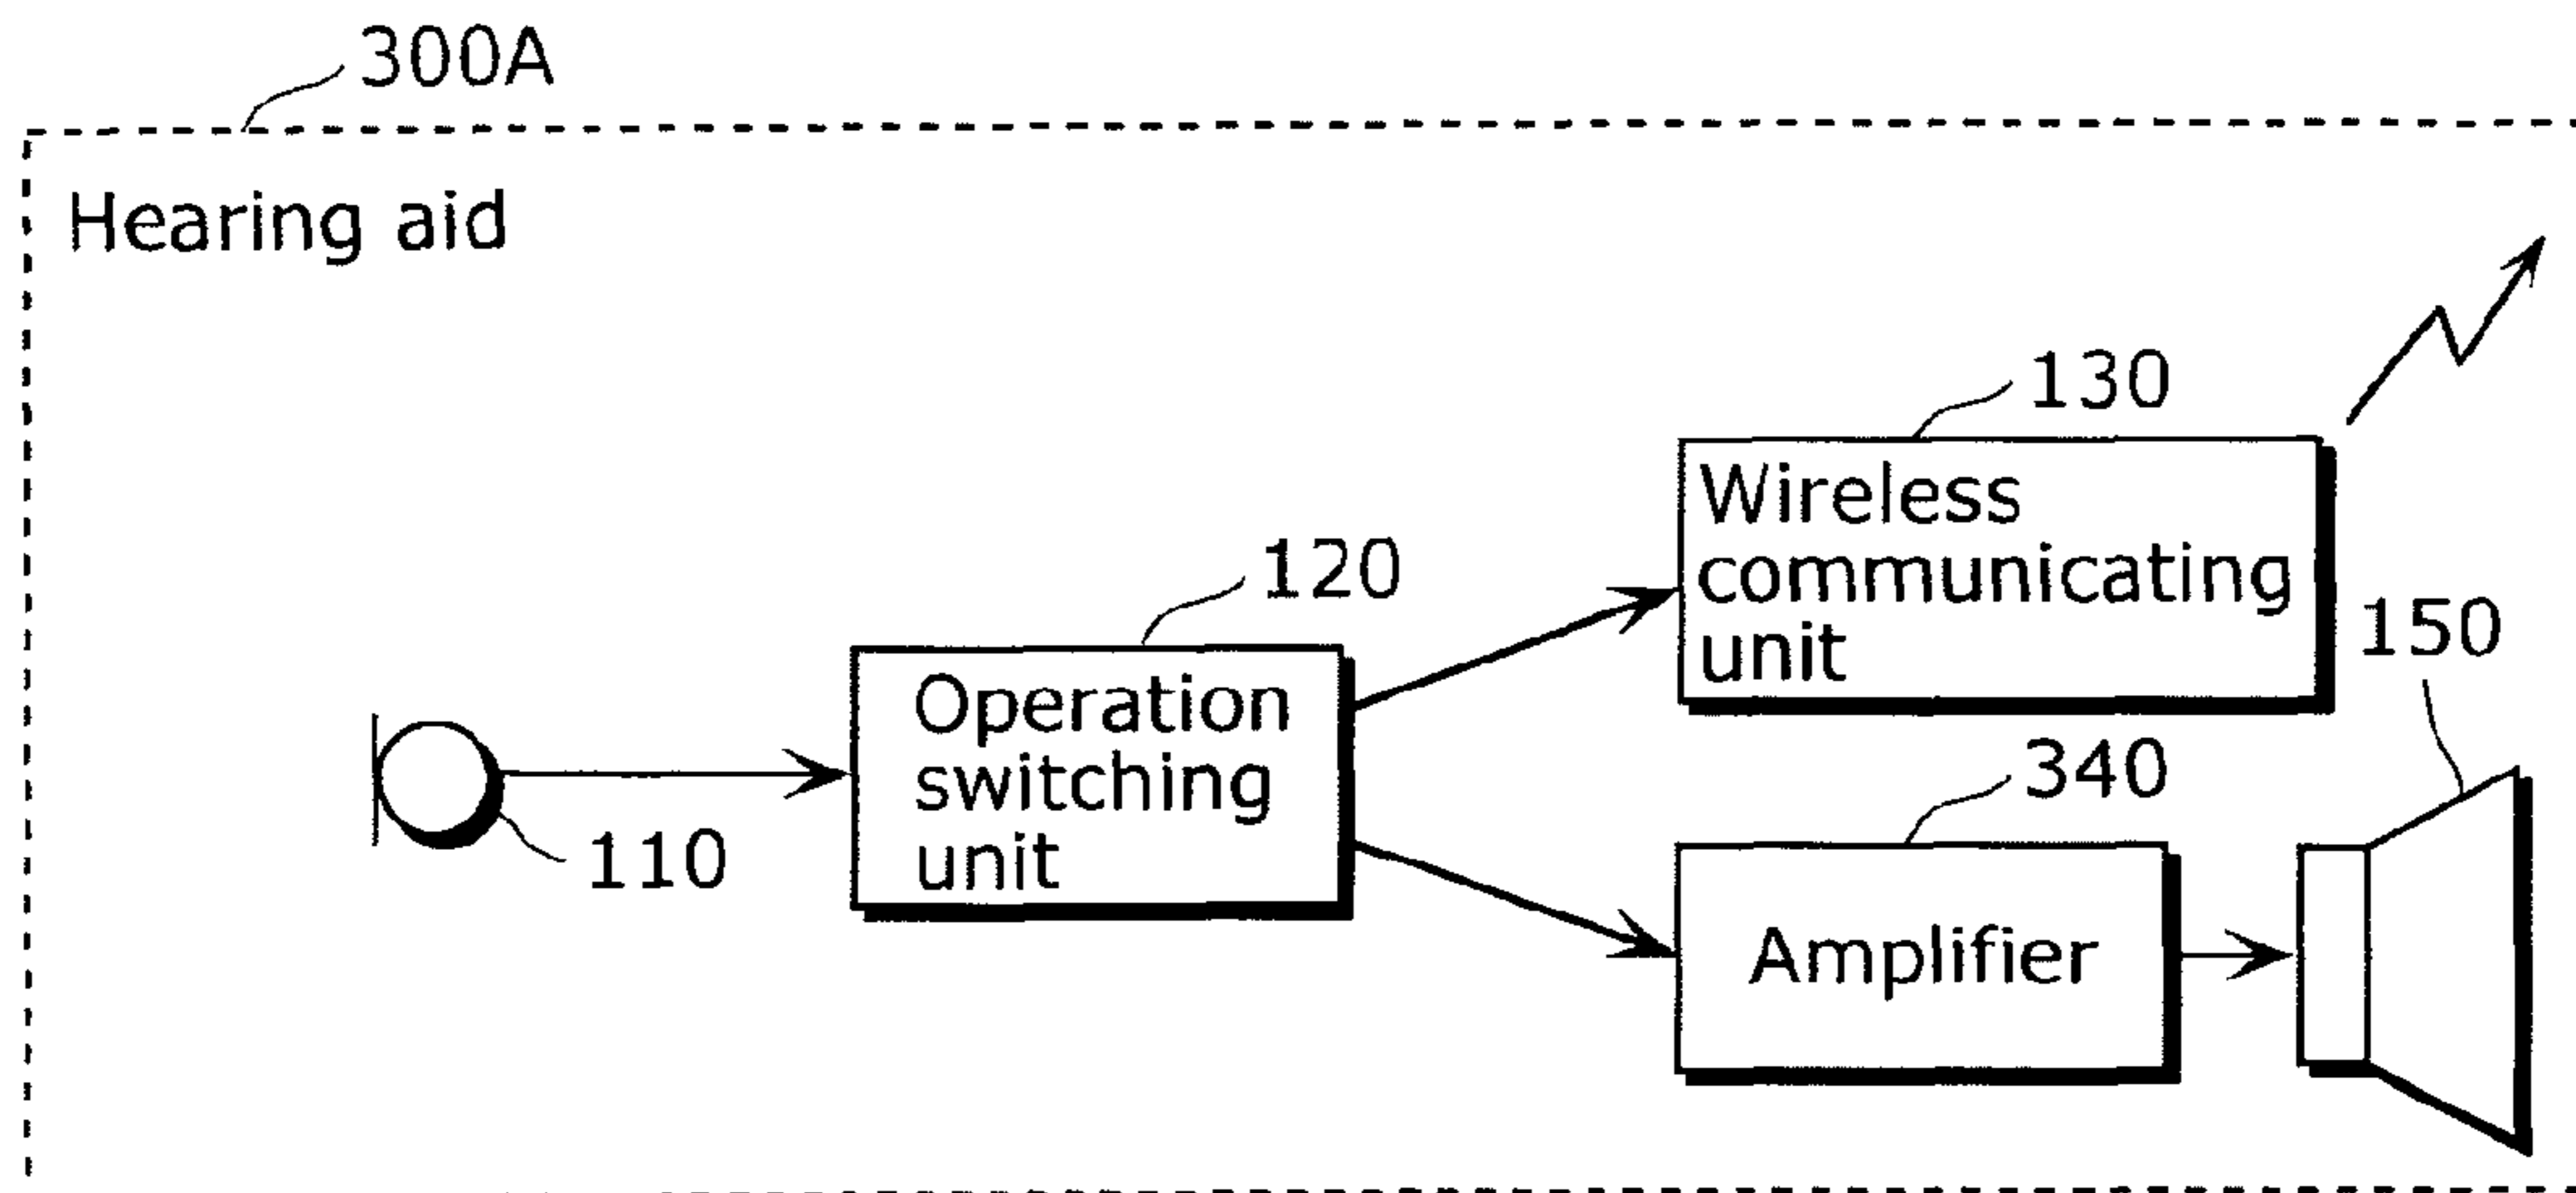 300A
Hearing aid
130
Wireless
communicating
unit
120
150
Operation
switching
unit
340
110
Amplifier